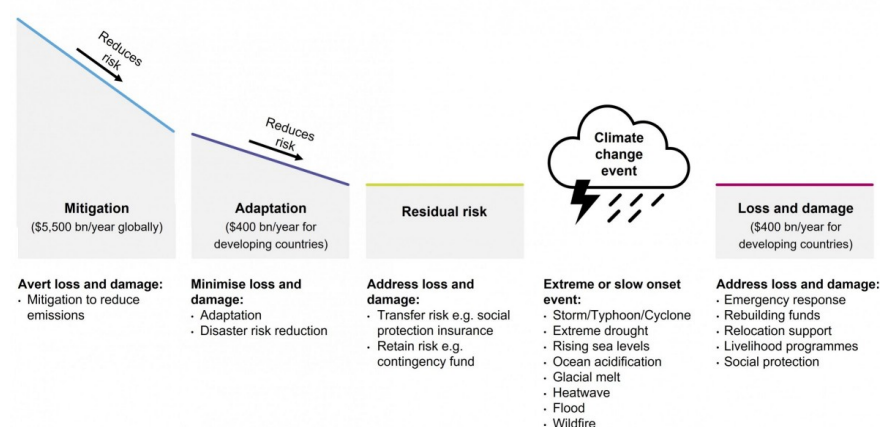 Reduces
risk
Reduces
risk
Climate
change
event
Mitigation
($5,500 bn/year globally)
Adaptation
($400 bn/year for
developing countries)
Residual risk
Loss and damage
($400 bn/year for
developing countries)
Avert loss and damage:
· Mitigation to reduce
emissions
Minimise loss and
damage:
· Adaptation
· Disaster risk reduction
Address loss and
damage:
· Transfer risk e.g. social
protection insurance
· Retain risk e.g.
contingency fund
Extreme or slow onset
event:
· Storm/Typhoon/Cyclone
· Extreme drought
· Rising sea levels
· Ocean acidification
· Glacial melt
· Heatwave
· Flood
· Wildfire
Address loss and damage:
· Emergency response
· Rebuilding funds
· Relocation support
· Livelihood programmes
· Social protection